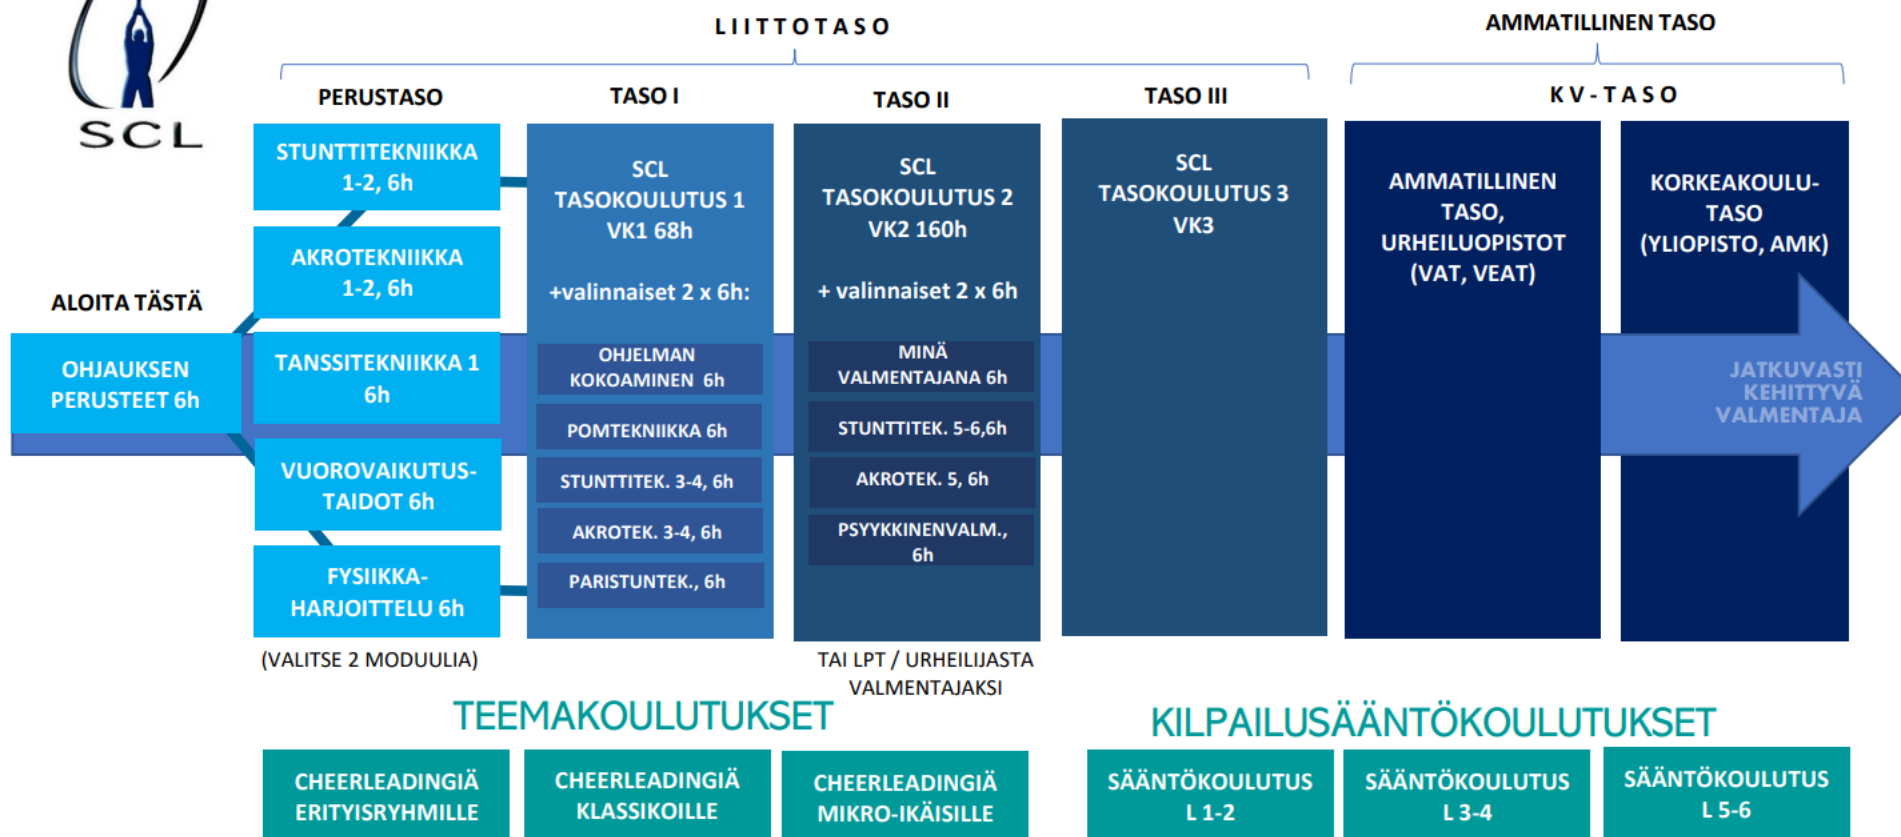 SCL
LIITTOTASO
AMMATILLINEN TASO
KV-TASO
PERUSTASO
TASO I
TASO II
TASO III
ALOITA TÄSTÄ
OHJAUKSEN
PERUSTEET 6h
STUNTTITEKNIIKKA
1-2, 6h
AKROTEKNIIKKA
1-2, 6h
TANSSITEKNIIKKA 1
6h
VUOROVAIKUTUS-
TAIDOT 6h
FYSIIKKA-
HARJOITTELU 6h
(VALITSE 2 MODUULIA)
SCL
TASOKOULUTUS 1
VK1 68h
+valinnaiset 2 x 6h:
OHJELMAN
KOKOAMINEN 6h
POMTEKNIIKKA 6h
STUNTTITEK. 3-4, 6h
AKROTEK. 3-4, 6h
PARISTUNTEK., 6h
SCL
TASOKOULUTUS 2
VK2 160h
+ valinnaiset 2 x 6h
MINÄ
VALMENTAJANA 6h
STUNTTITEK. 5-6,6h
AKROTEK. 5, 6h
PSYYKKINENVALM.,
6h
TAI LPT / URHEILIJASTA
VALMENTAJAKSI
SCL
TASOKOULUTUS 3
VK3
AMMATILLINEN
TASO,
URHEILUOPISTOT
(VAT, VEAT)
KORKEAKOULU-
TASO
(YLIOPISTO, AMK)
JATKUVASTI
KEHITTYVÄ
VALMENTAJA
TEEMAKOULUTUKSET
CHEERLEADINGIÄ
ERITYISRYHMILLE
CHEERLEADINGIÄ
KLASSIKOILLE
CHEERLEADINGIÄ
MIKRO-IKÄISILLE
KILPAILUSÄÄNTÖKOULUTUKSET
SÄÄNTÖKOULUTUS
L 1-2
SÄÄNTÖKOULUTUS
L 3-4
SÄÄNTÖKOULUTUS
L 5-6